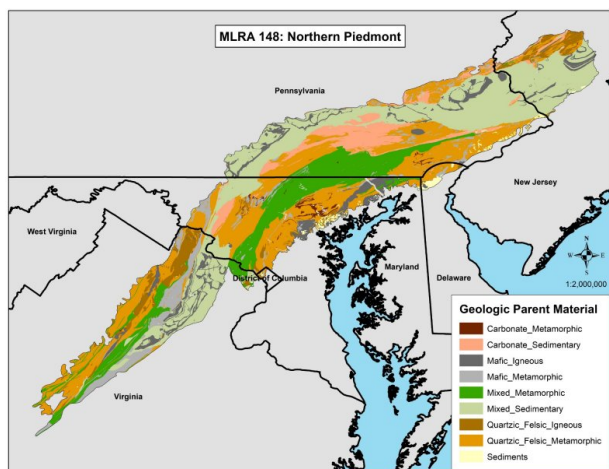 MLRA 148: Northern Piedmont
Pennsylvania
New Jersey
West Virginia
Maryland
Delaware
District of Columbia
Virginia
N
W E
S
1:2,000,000
Geologic Parent Material
Carbonate_Metamorphic
Carbonate_Sedimentary
Mafic_Igneous
Mafic_Metamorphic
Mixed_Metamorphic
Mixed_Sedimentary
Quartzic_Felsic_Igneous
Quartzic_Felsic_Metamorphic
Sediments